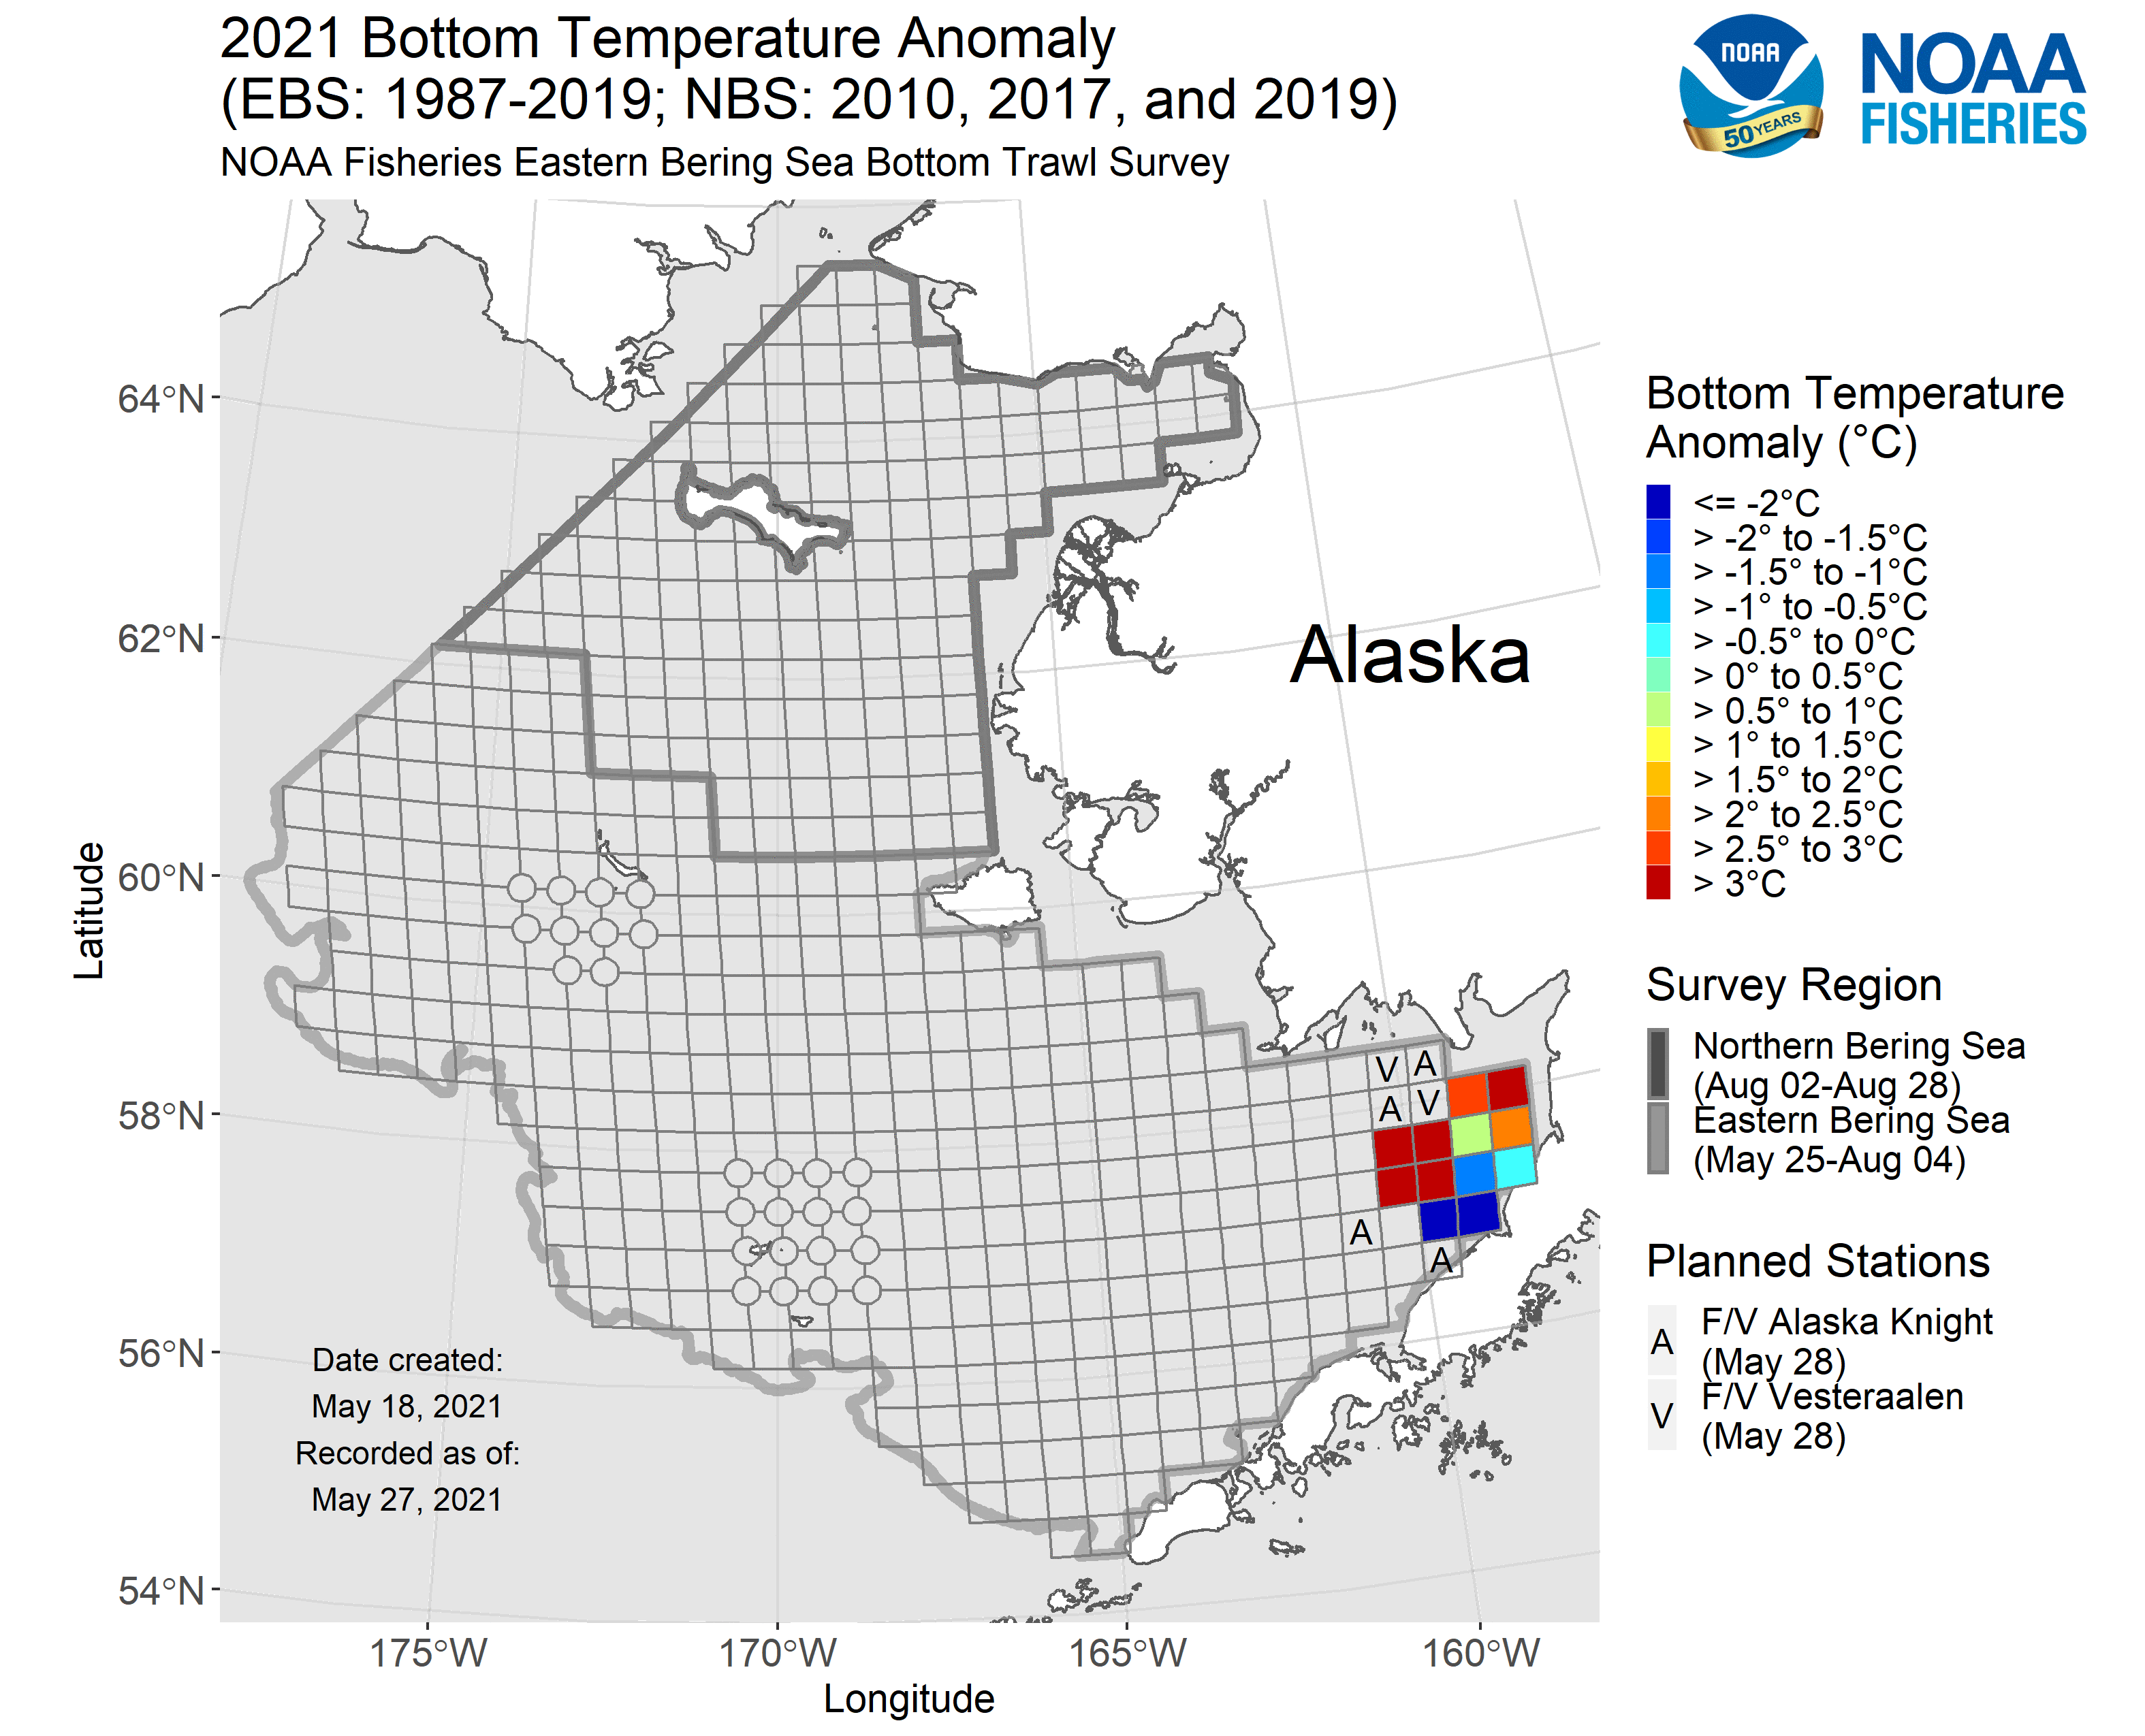 2021 Bottom Temperature Anomaly
(EBS: 1987-2019; NBS: 2010, 2017, and 2019)
NOAA Fisheries Eastern Bering Sea Bottom Trawl Survey
NOAA
50 YEARS
NOAA
FISHERIES
64°N
62°N
60°N
58°N
56°N
54°N
Latitude
Alaska
V A
A V
A
A
Date created:
May 18, 2021
Recorded as of:
May 27, 2021
175°W
170°W
165°W
160°W
Longitude
Bottom Temperature
Anomaly (°C)
<= -2°C
> -2° to -1.5°C
> -1.5° to -1°C
> -1° to -0.5°C
> -0.5° to 0°C
> 0° to 0.5°C
> 0.5° to 1°C
> 1° to 1.5°C
> 1.5° to 2°C
> 2° to 2.5°C
> 2.5° to 3°C
> 3°C
Survey Region
Northern Bering Sea
(Aug 02-Aug 28)
Eastern Bering Sea
(May 25-Aug 04)
Planned Stations
A F/V Alaska Knight
(May 28)
V F/V Vesteraalen
(May 28)